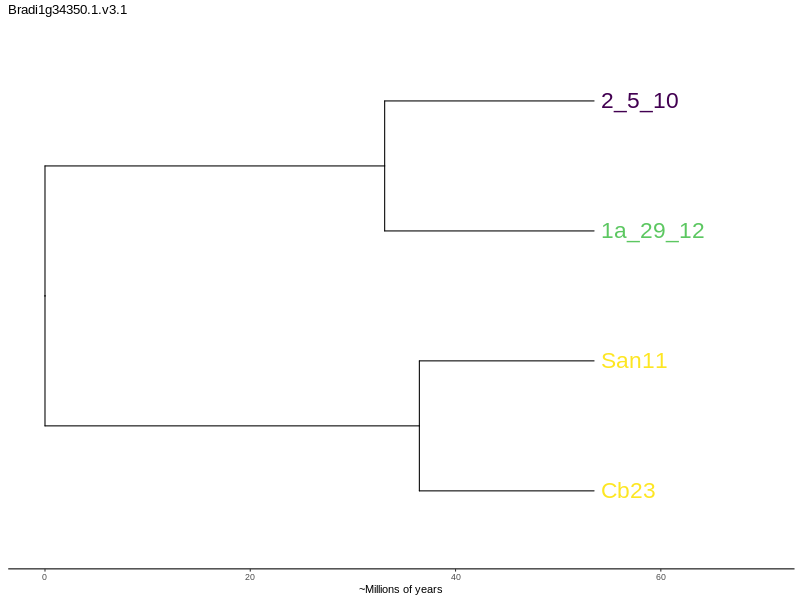 Bradi1g34350.1.v3.1
2_5_10
1a_29_12
San11
Cb23
0 20 40 60
~Millions of years